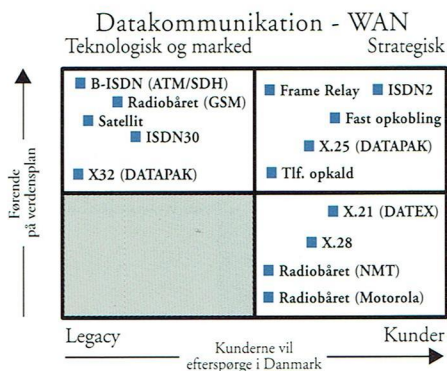 Datakommunikation - WAN
Teknologisk og marked
Strategisk
B-ISDN (ATM/SDH)
Radiobåret (GSM)
Satellit
ISDN30
X32 (DATAPAK)
Frame Relay
ISDN2
Fast opkobling
X.25 (DATAPAK)
Tlf. opkald
X.21 (DATEX)
X.28
Radiobåret (NMT)
Radiobåret (Motorola)
Førende
på verdensplan
Legacy
Kunder
Kunderne vil
efterspørge i Danmark